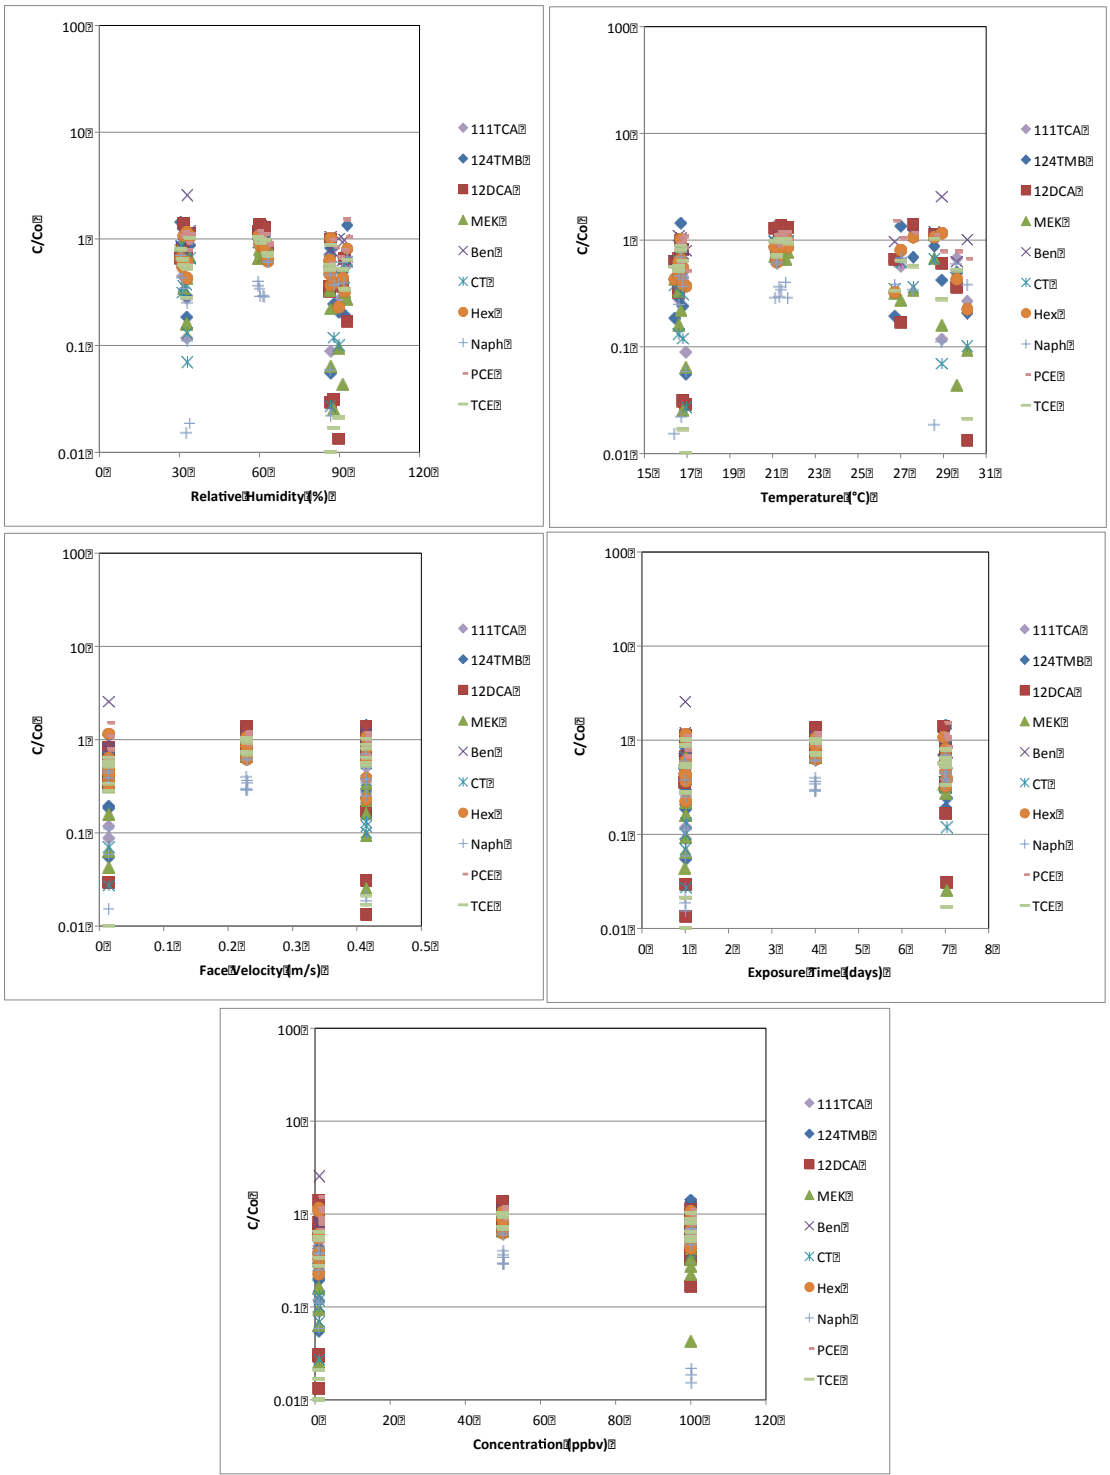 100
10
1
0.1
0.01
C/Co
0 30 60 90 120
Relative Humidity (%)
111TCA
124TMB
12DCA
MEK
Ben
CT
Hex
Naph
PCE
TCE
100
10
1
0.1
0.01
C/Co
15 17 19 21 23 25 27 29 31
Temperature (°C)
111TCA
124TMB
12DCA
MEK
Ben
CT
Hex
Naph
PCE
TCE
100
10
1
0.1
0.01
C/Co
0 0.1 0.2 0.3 0.4 0.5
Face Velocity (m/s)
111TCA
124TMB
12DCA
MEK
Ben
CT
Hex
Naph
PCE
TCE
100
10
1
0.1
0.01
C/Co
0 1 2 3 4 5 6 7 8
Exposure Time (days)
111TCA
124TMB
12DCA
MEK
Ben
CT
Hex
Naph
PCE
TCE
100
10
1
0.1
0.01
C/Co
0 20 40 60 80 100 120
Concentration (ppbv)
111TCA
124TMB
12DCA
MEK
Ben
CT
Hex
Naph
PCE
TCE